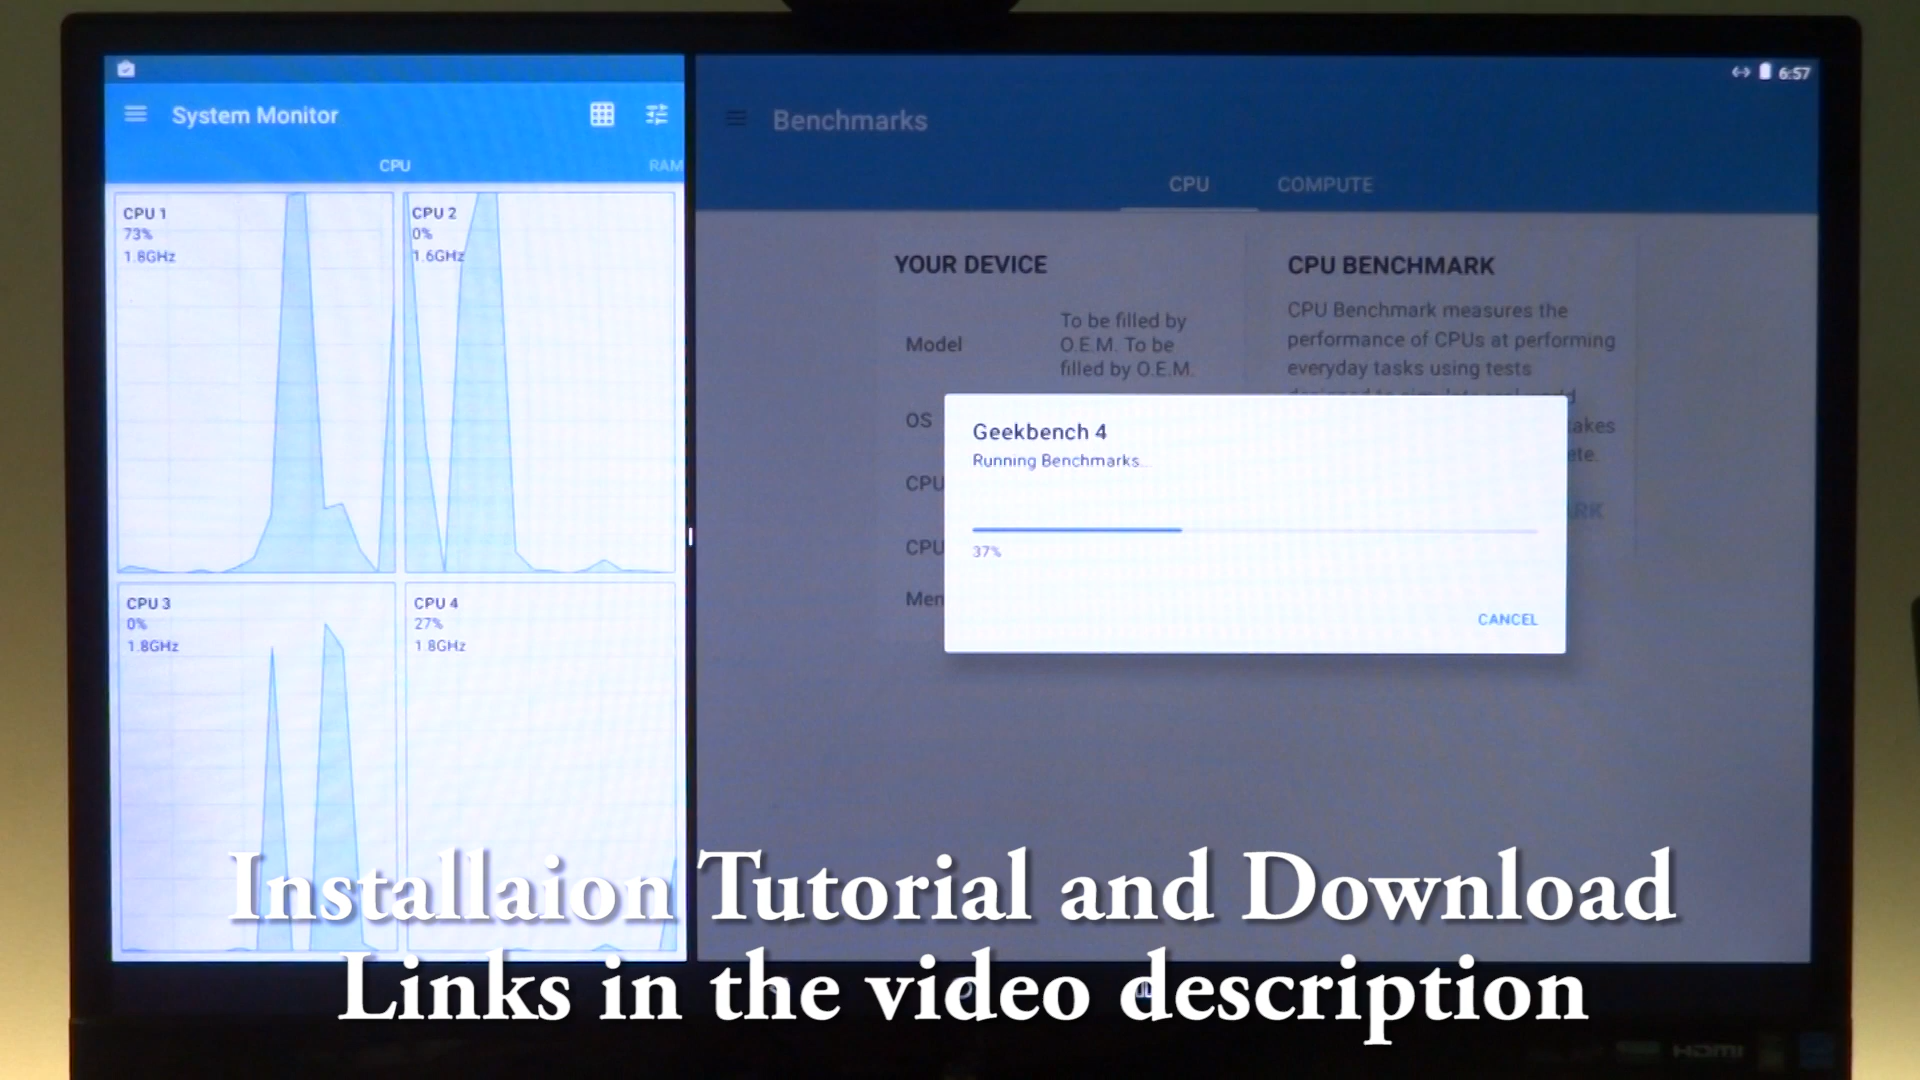 6:57
System Monitor
CPU
RAM
CPU 1
73%
1.8GHz
CPU 2
0%
1.6GHz
CPU 3
0%
1.8GHz
CPU 4
27%
1.8GHz
Benchmarks
CPU COMPUTE
YOUR DEVICE
Model
To be filled by
O.E.M. To be
filled by O.E.M.
OS
CPU
CPU
CPU BENCHMARK
CPU Benchmark measures the
performance of CPUs at performing
everyday tasks using tests
Geekbench 4
Running Benchmarks...
37%
CANCEL
Installaion Tutorial and Download
Links in the video description
HDMI